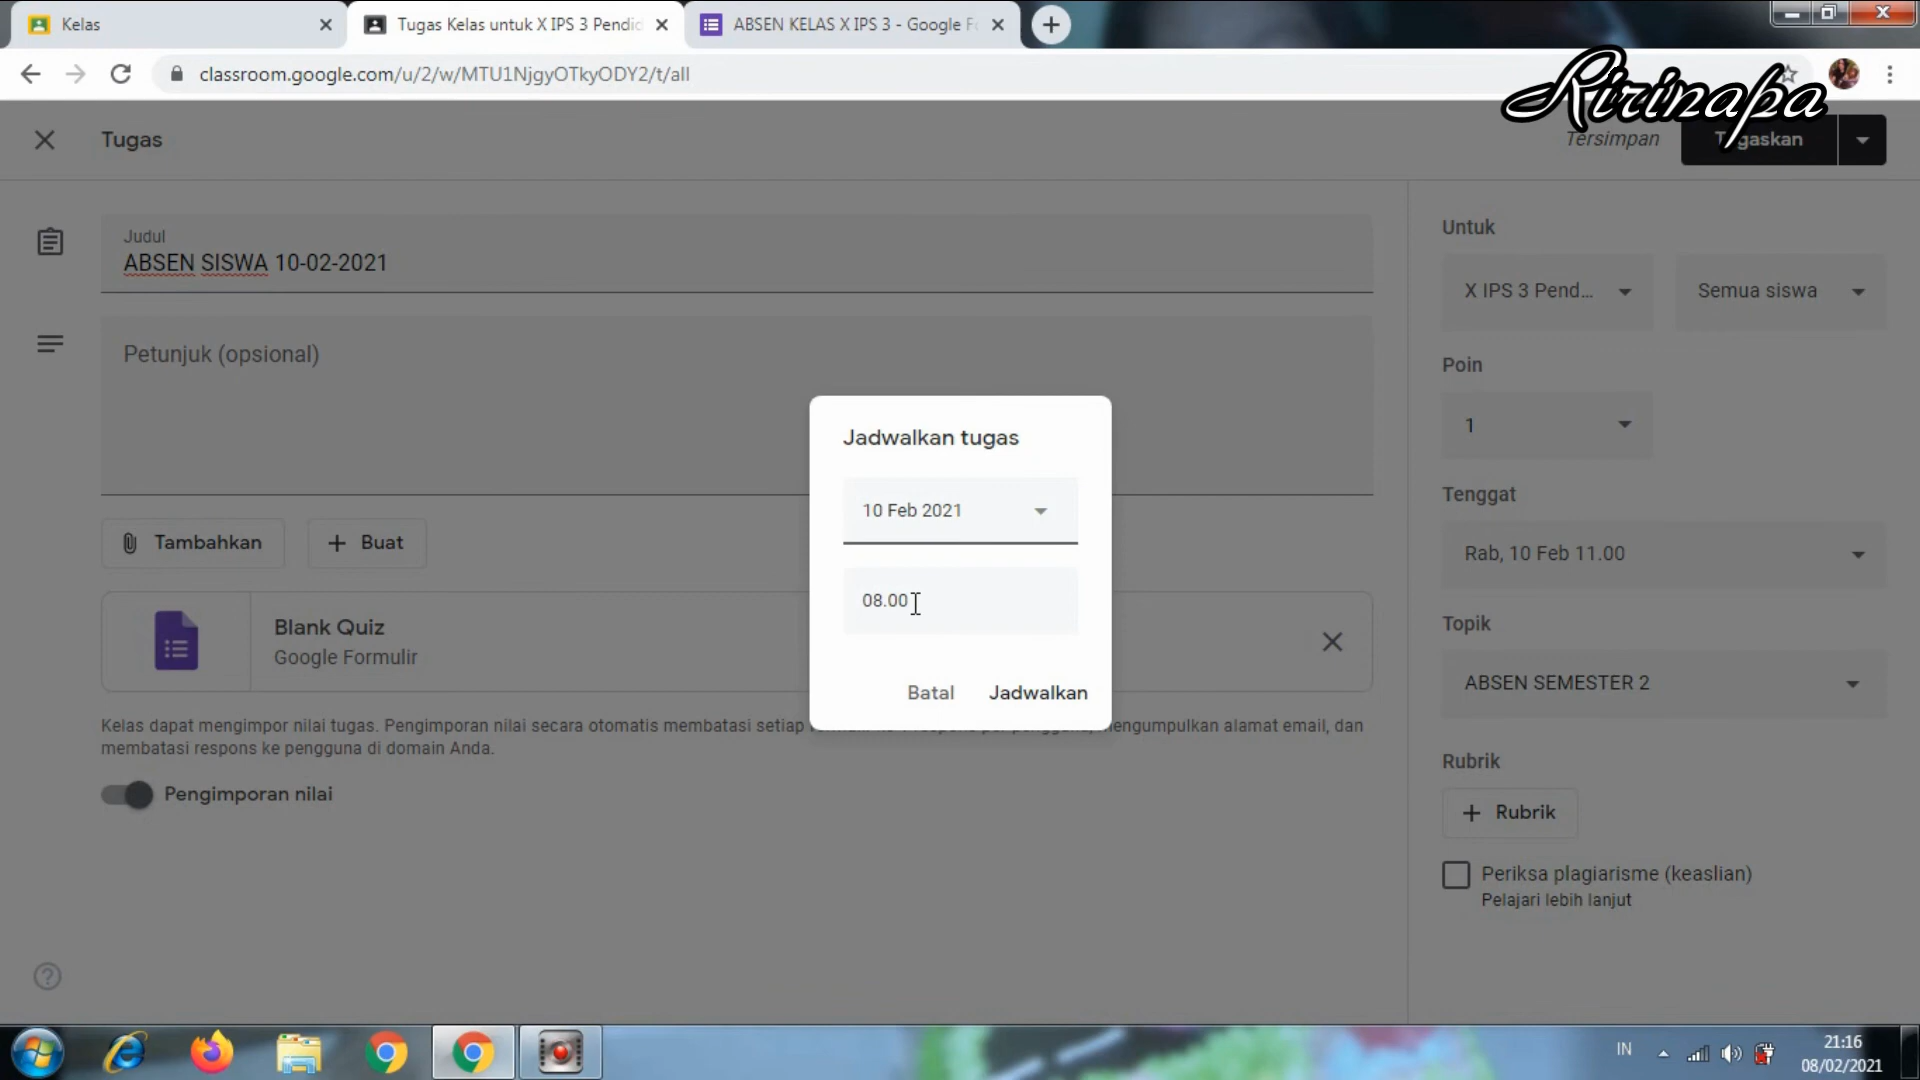 Kelas
Tugas Kelas untuk X IPS 3 Pendic
ABSEN KELAS X IPS 3 - Google Fo
classroom.google.com/u/2/w/MTU1NjgyOTkyODY2/t/all
Ririnapa
Tugas
Tersimpan
Tugaskan
Judul
ABSEN SISWA 10-02-2021
Petunjuk (opsional)
Tambahkan
Buat
Blank Quiz
Google Formulir
Kelas dapat mengimpor nilai tugas. Pengimporan nilai secara otomatis membatasi setiap mengumpulkan alamat email, dan
membatasi respons ke pengguna di domain Anda.
Pengimporan nilai
Jadwalkan tugas
10 Feb 2021
08.00
Batal
Jadwalkan
Untuk
X IPS 3 Pend...
Semua siswa
Poin
1
Tenggat
Rab, 10 Feb 11.00
Topik
ABSEN SEMESTER 2
Rubrik
Rubrik
Periksa plagiarisme (keaslian)
Pelajari lebih lanjut
IN
21:16
08/02/2021